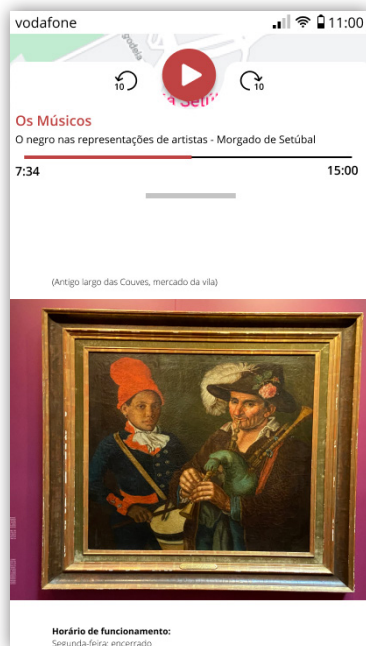 vodafone 11:00
10 10
Os Músicos
O negro nas representações de artistas - Morgado de Setúbal
7:34 15:00
(Antigo largo das Couves, mercado da vila)
Horário de funcionamento:
Segunda-feira: encerrado